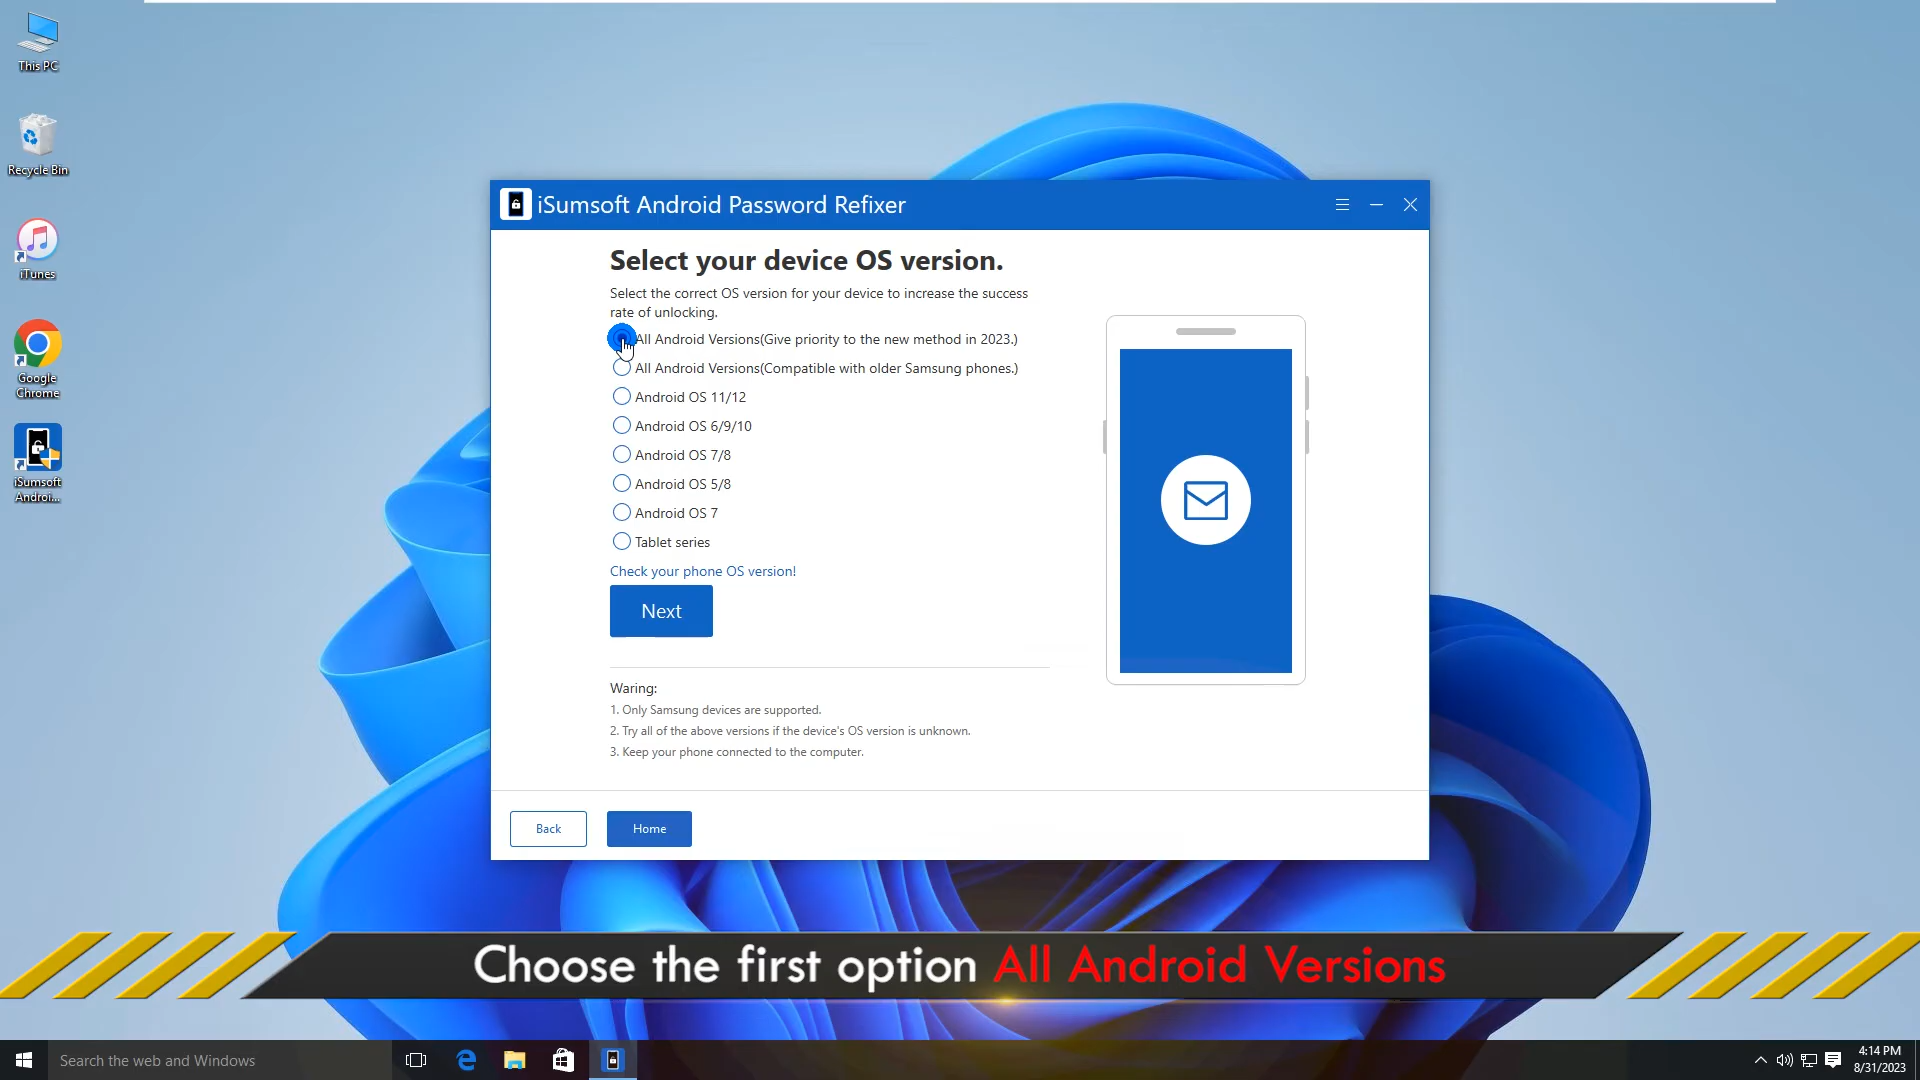 This PC
Recycle Bin
iTunes
Google
Chrome
iSumsoft
Androi...
iSumsoft Android Password Refixer
Select your device OS version.
Select the correct OS version for your device to increase the success
rate of unlocking.
All Android Versions(Give priority to the new method in 2023.)
All Android Versions(Compatible with older Samsung phones.)
Android OS 11/12
Android OS 6/9/10
Android OS 7/8
Android OS 5/8
Android OS 7
Tablet series
Check your phone OS version!
Next
Waring:
1. Only Samsung devices are supported.
2. Try all of the above versions if the device's OS version is unknown.
3. Keep your phone connected to the computer.
Back
Home
Choose the first option All Android Versions
Search the web and Windows
4:14 PM
8/31/2023